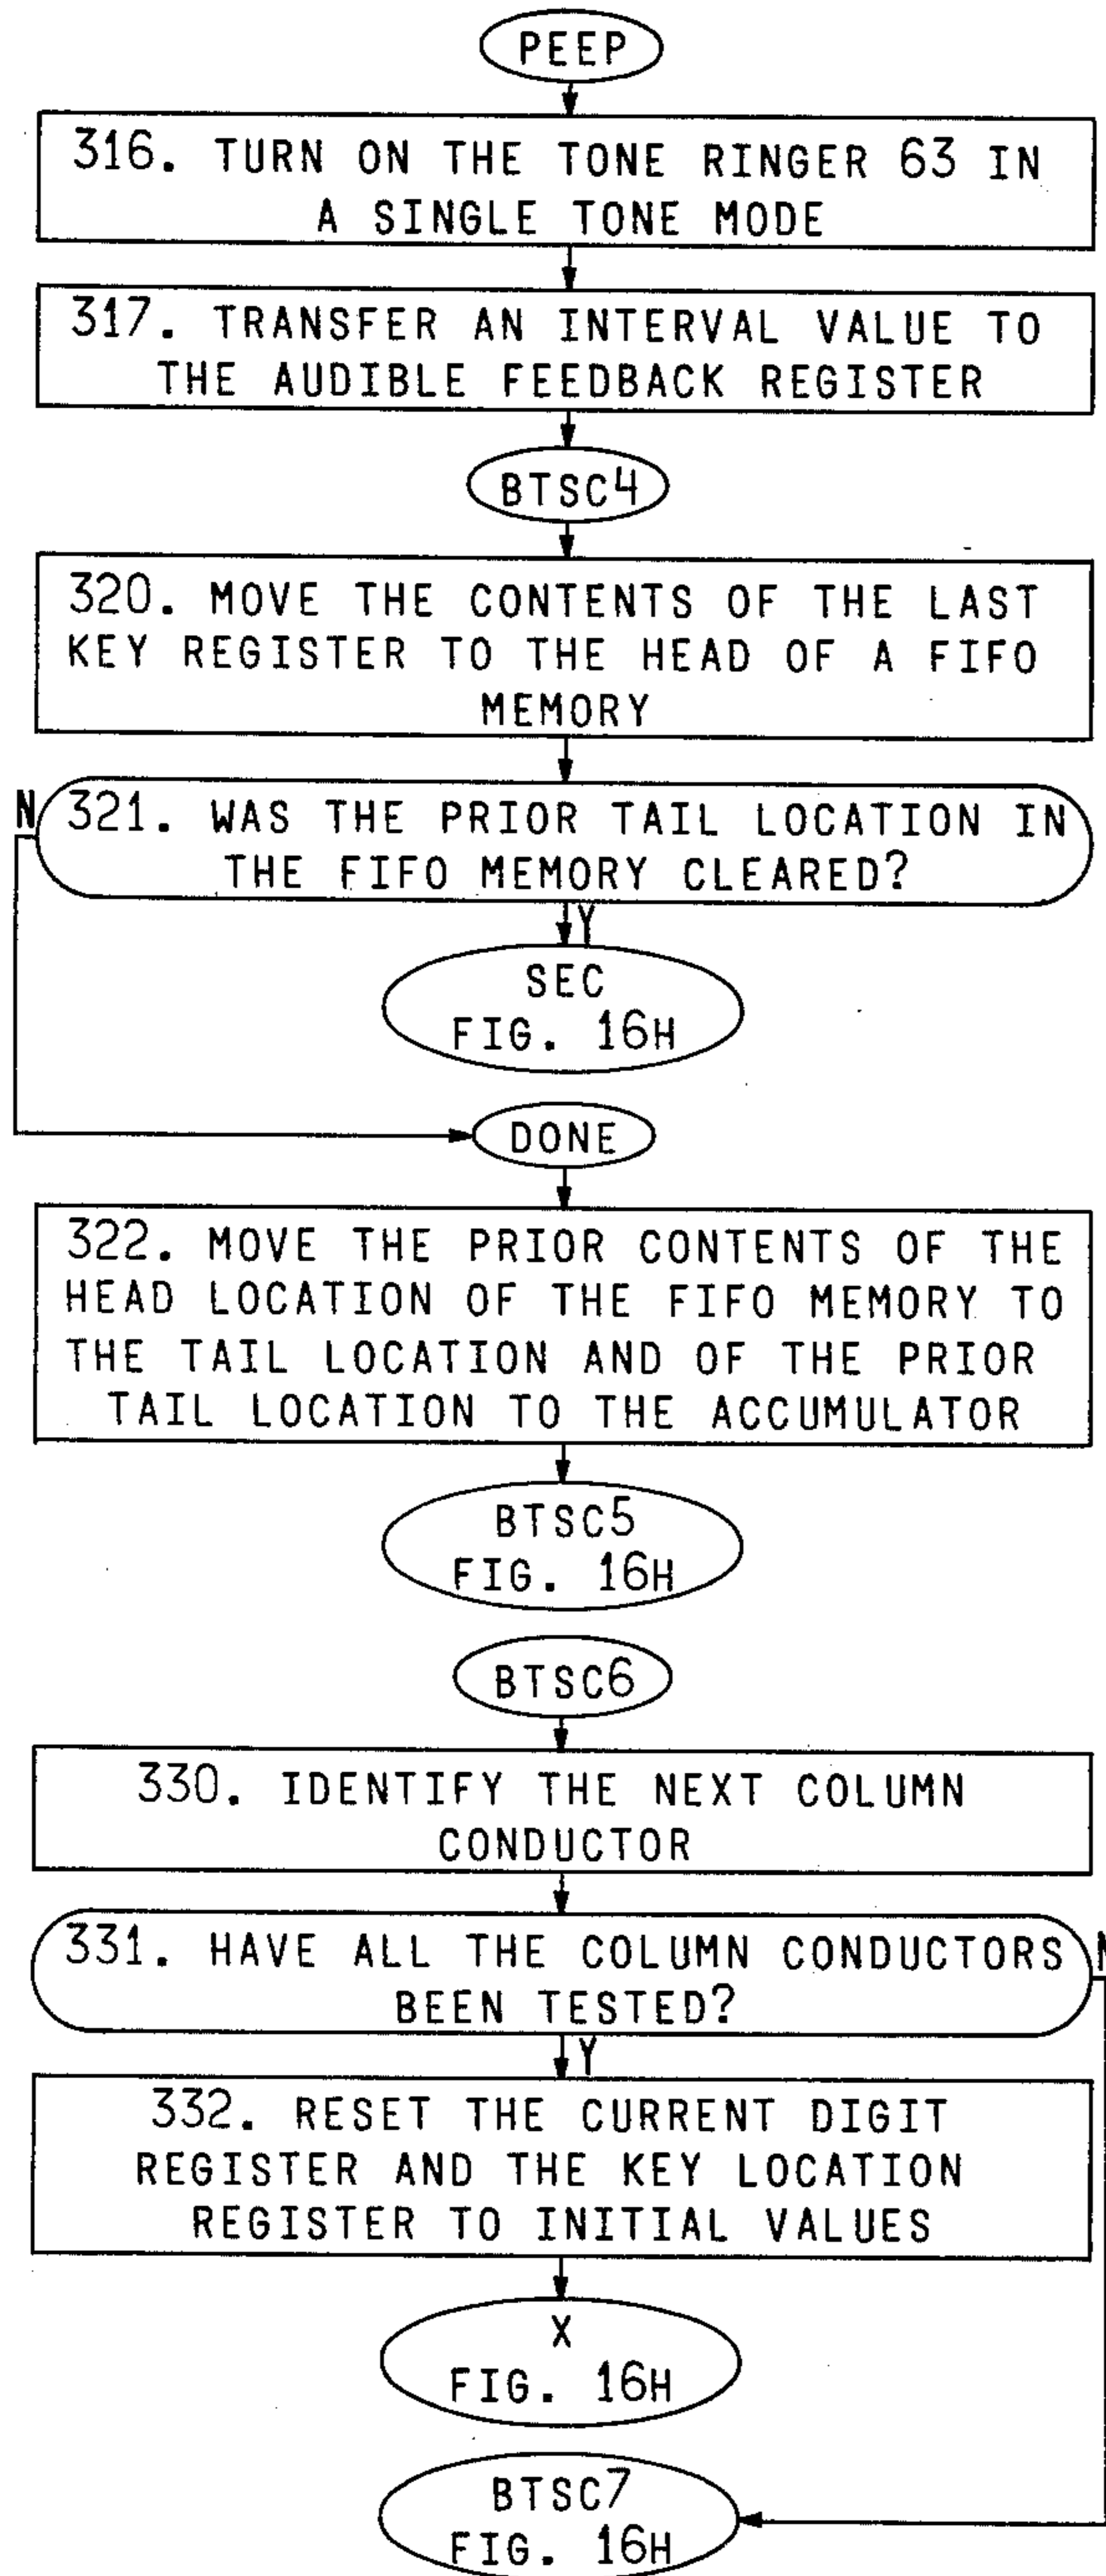 PEEP
316. TURN ON THE TONE RINGER 63 IN
A SINGLE TONE MODE
317. TRANSFER AN INTERVAL VALUE TO
THE AUDIBLE FEEDBACK REGISTER
BTSC4
320. MOVE THE CONTENTS OF THE LAST
KEY REGISTER TO THE HEAD OF A FIFO
MEMORY
N
321. WAS THE PRIOR TAIL LOCATION IN
THE FIFO MEMORY CLEARED?
Y
SEC
FIG. 16H
DONE
322. MOVE THE PRIOR CONTENTS OF THE
HEAD LOCATION OF THE FIFO MEMORY TO
THE TAIL LOCATION AND OF THE PRIOR
TAIL LOCATION TO THE ACCUMULATOR
BTSC5
FIG. 16H
BTSC6
330. IDENTIFY THE NEXT COLUMN
CONDUCTOR
331. HAVE ALL THE COLUMN CONDUCTORS
BEEN TESTED?
N
Y
332. RESET THE CURRENT DIGIT
REGISTER AND THE KEY LOCATION
REGISTER TO INITIAL VALUES
X
FIG. 16H
BTSC7
FIG. 16H